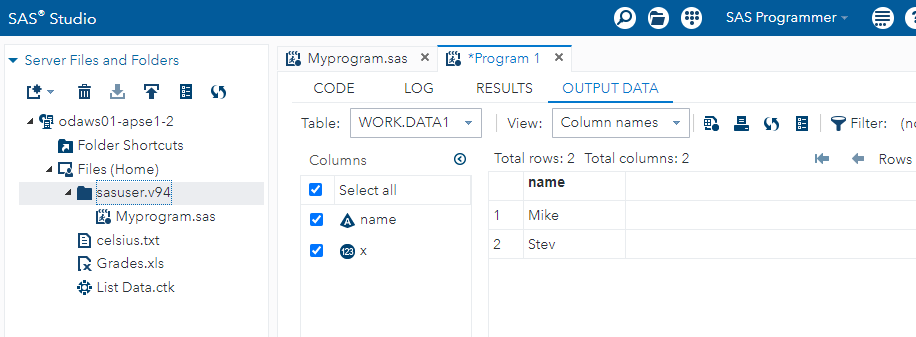 SAS® Studio
SAS Programmer
Server Files and Folders
odaws01-apse1-2
Folder Shortcuts
Files (Home)
sasuser.v94
Myprogram.sas
celsius.txt
Grades.xls
List Data.ctk
Myprogram.sas
*Program 1
CODE LOG RESULTS OUTPUT DATA
Table: WORK.DATA1 View: Column names Filter: (no
Columns
Select all
name
123 x
Total rows: 2 Total columns: 2 Rows
name
1 Mike
2 Stev